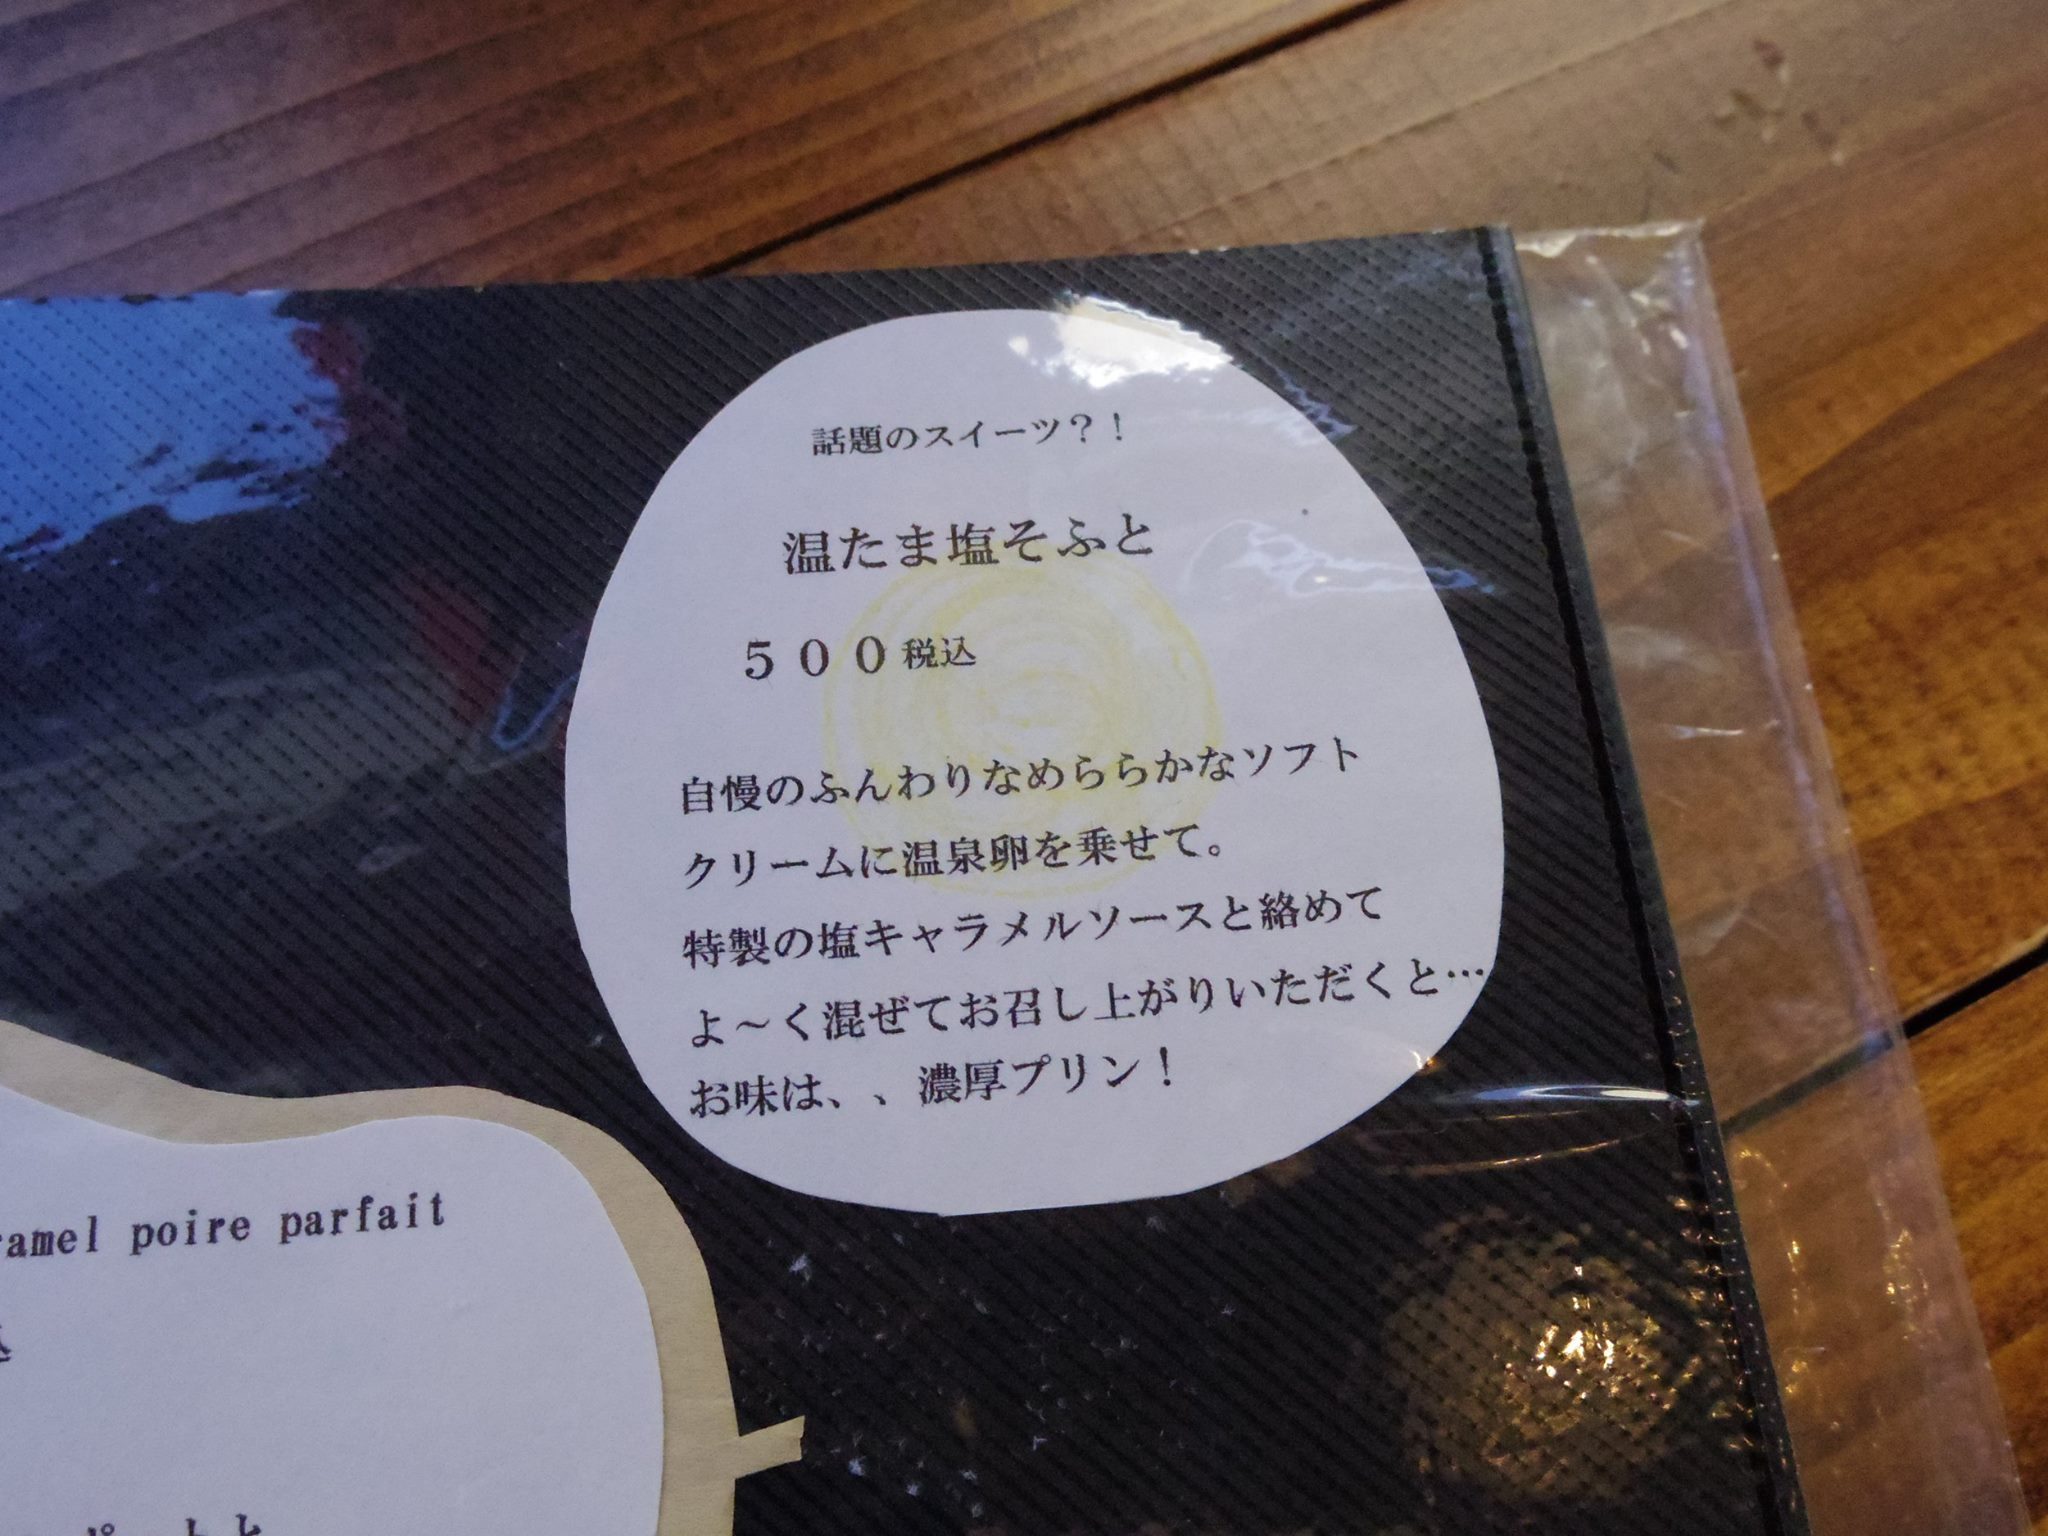 話題のスイーツ？！
温たま塩そふと
５００税込
自慢のふんわりなめららかなソフト
クリームに温泉卵を乗せて。
特製の塩キャラメルソースと絡めて
よ～く混ぜてお召し上がりいただくと…
お味は、、濃厚プリン！
ramel poire parfait